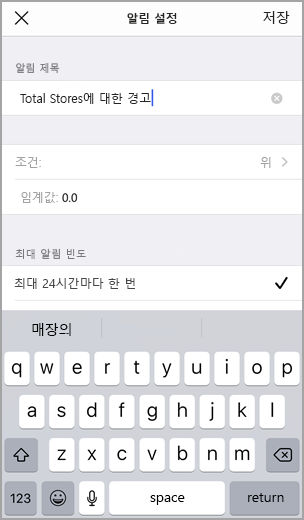 알림 설정 저장
알림 제목
Total Stores에 대한 경고
조건: 위
임계값: 0.0
최대 알림 빈도
최대 24시간마다 한 번
매장의
q w e r t y u i o p
a s d f g h j k l
z x c v b n m
123 space return